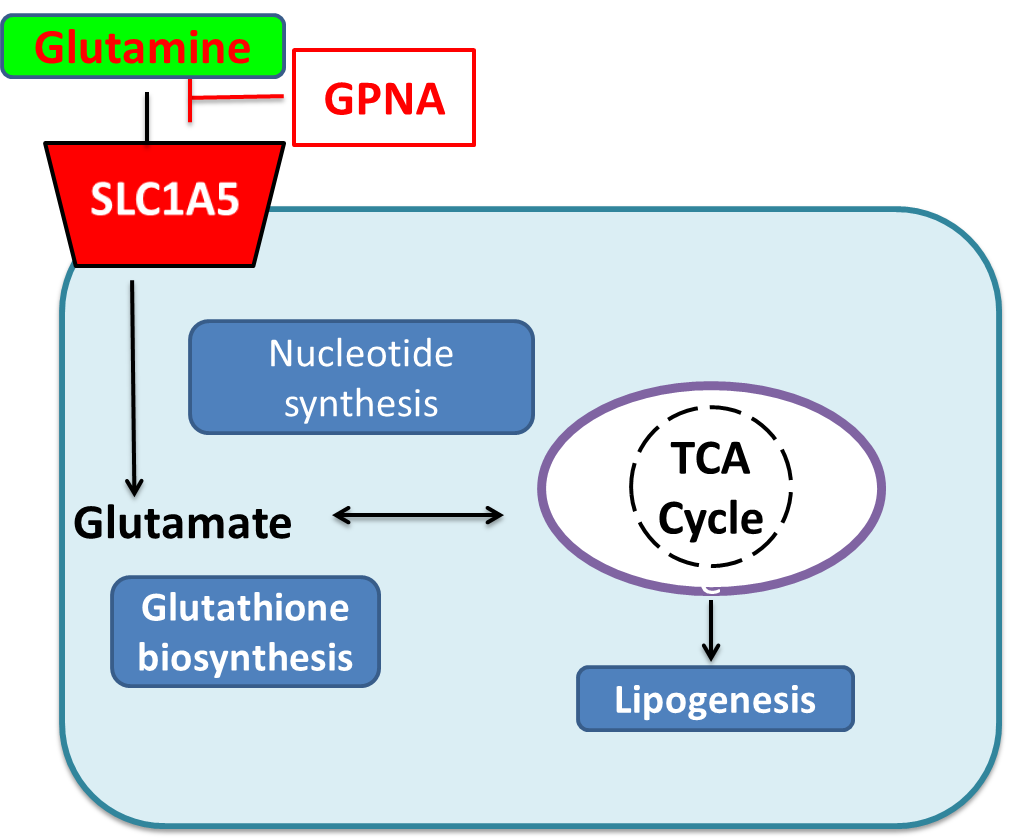 Glutamine
GPNA
SLC1A5
Nucleotide
synthesis
TCA
Cycle
Glutamate
Glutathione
biosynthesis
Lipogenesis